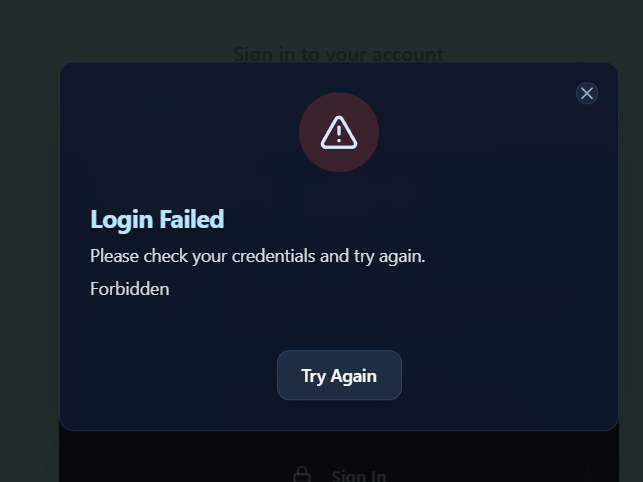 Sign in to your account
Login Failed
Please check your credentials and try again.
Forbidden
Try Again
Sign In